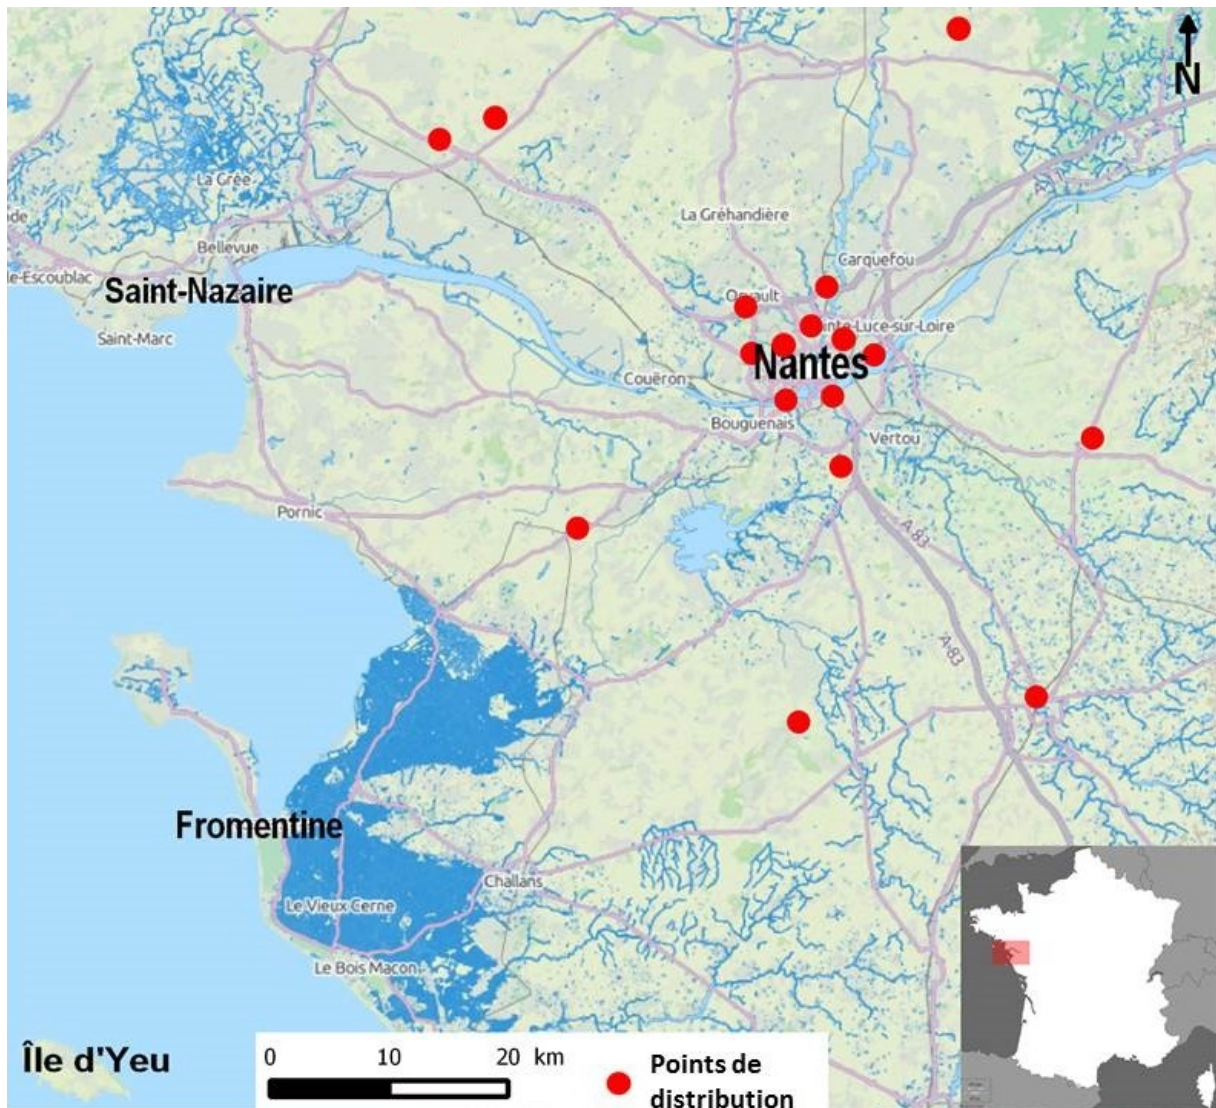 N
La Grée
La Gréhandière
Bellevue
Carquefou
le-Escoublac
Saint-Nazaire
Orvault
Saint-Marc
inte-Luce-sur-Loire
Nantes
Couëron
Bouguenais
Vertou
Pornic
A-83
A-83
Fromentine
Challans
Le Vieux Cerne
Le Bois Macon
Île d'Yeu
0 10 20 km
Points de
distribution